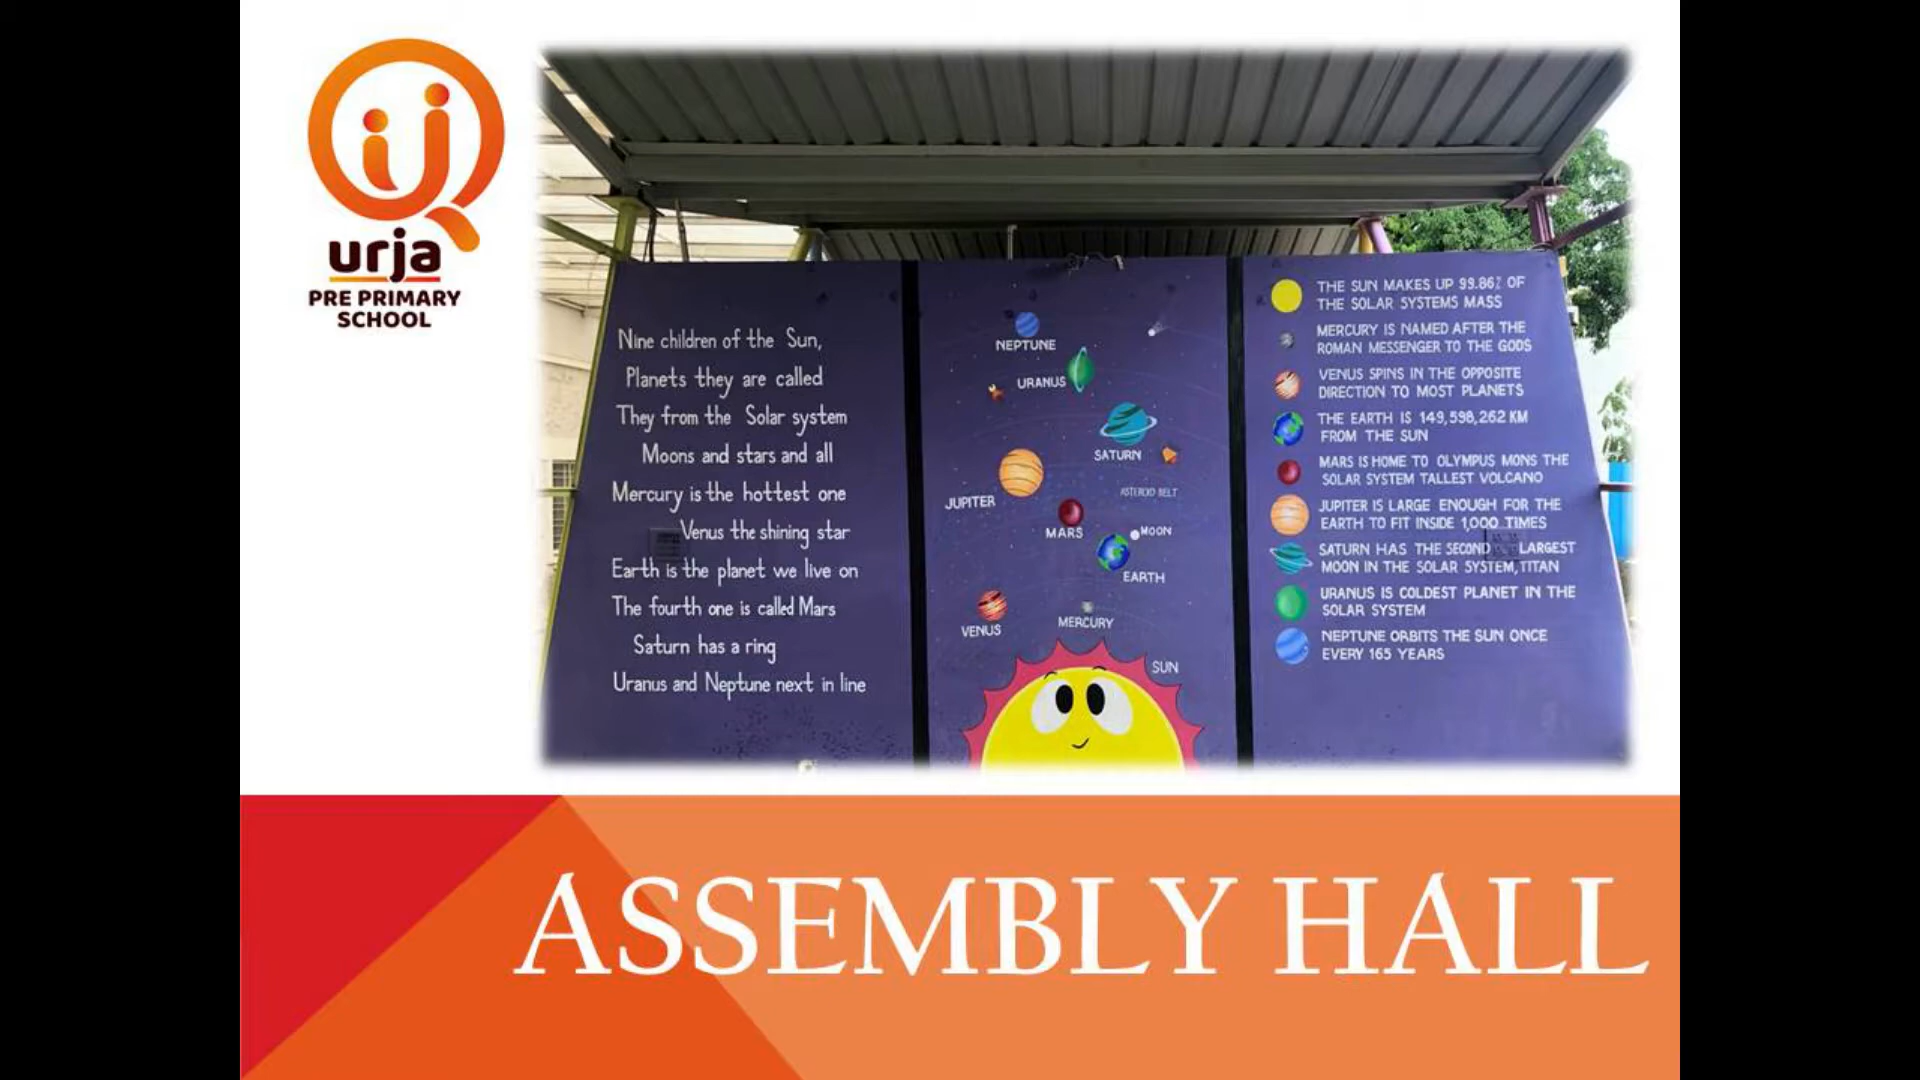 urja
PRE PRIMARY
SCHOOL
Nine children of the Sun,
Planets they are called
They from the Solar system
Moons and stars and all
Mercury is the hottest one
Venus the shining star
Earth is the planet we live on
The fourth one is called Mars
Saturn has a ring
Uranus and Neptune next in line
NEPTUNE
URANUS
SATURN
JUPITER
ASTEROID BELT
MARS
MOON
EARTH
VENUS
MERCURY
SUN
THE SUN MAKES UP 99.86% OF
THE SOLAR SYSTEMS MASS
MERCURY IS NAMED AFTER THE
ROMAN MESSENGER TO THE GODS
VENUS SPINS IN THE OPPOSITE
DIRECTION TO MOST PLANETS
THE EARTH IS 149,598,262 KM
FROM THE SUN
MARS IS HOME TO OLYMPUS MONS THE
SOLAR SYSTEM TALLEST VOLCANO
JUPITER IS LARGE ENOUGH FOR THE
EARTH TO FIT INSIDE 1,000 TIMES
SATURN HAS THE SECOND LARGEST
MOON IN THE SOLAR SYSTEM, TITAN
URANUS IS COLDEST PLANET IN THE
SOLAR SYSTEM
NEPTUNE ORBITS THE SUN ONCE
EVERY 165 YEARS
ASSEMBLY HALL